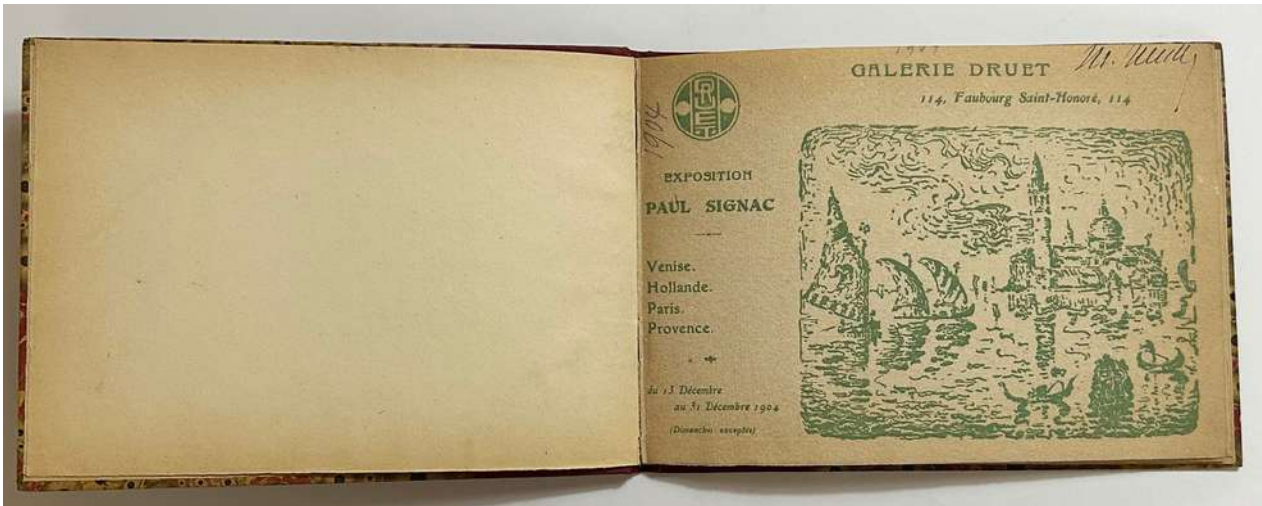 GALERIE DRUET
114, Faubourg Saint-Honoré, 114
1904
DRUET
EXPOSITION
PAUL SIGNAC
Venise.
Hollande.
Paris.
Provence.
du 13 Décembre
au 31 Décembre 1904
(Dimanches exceptés)